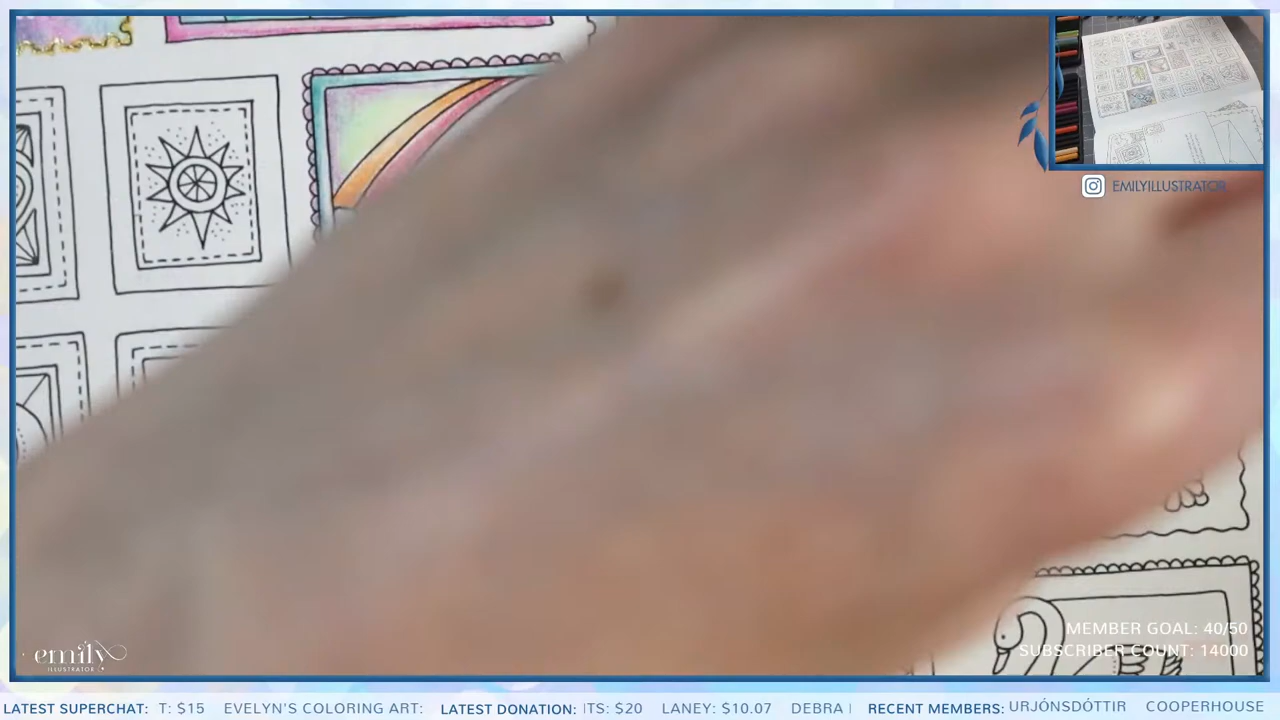 EMILYILLUSTRATOR
MEMBER GOAL: 40/50
SUBSCRIBER COUNT: 14000
emily
ILLUSTRATOR
LATEST SUPERCHAT: T: $15 EVELYN'S COLORING ART: LATEST DONATION: ITS: $20 LANEY: $10.07 DEBRA RECENT MEMBERS: URJÓNSDÓTTIR COOPERHOUSE